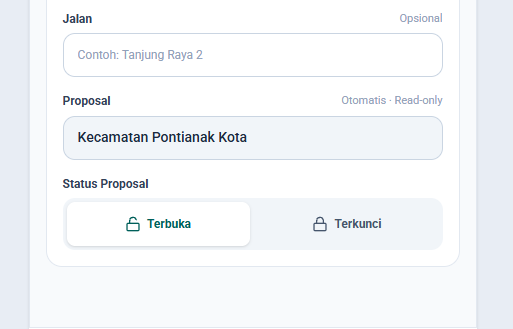 Jalan
Opsional
Contoh: Tanjung Raya 2
Proposal
Otomatis · Read-only
Kecamatan Pontianak Kota
Status Proposal
Terbuka
Terkunci